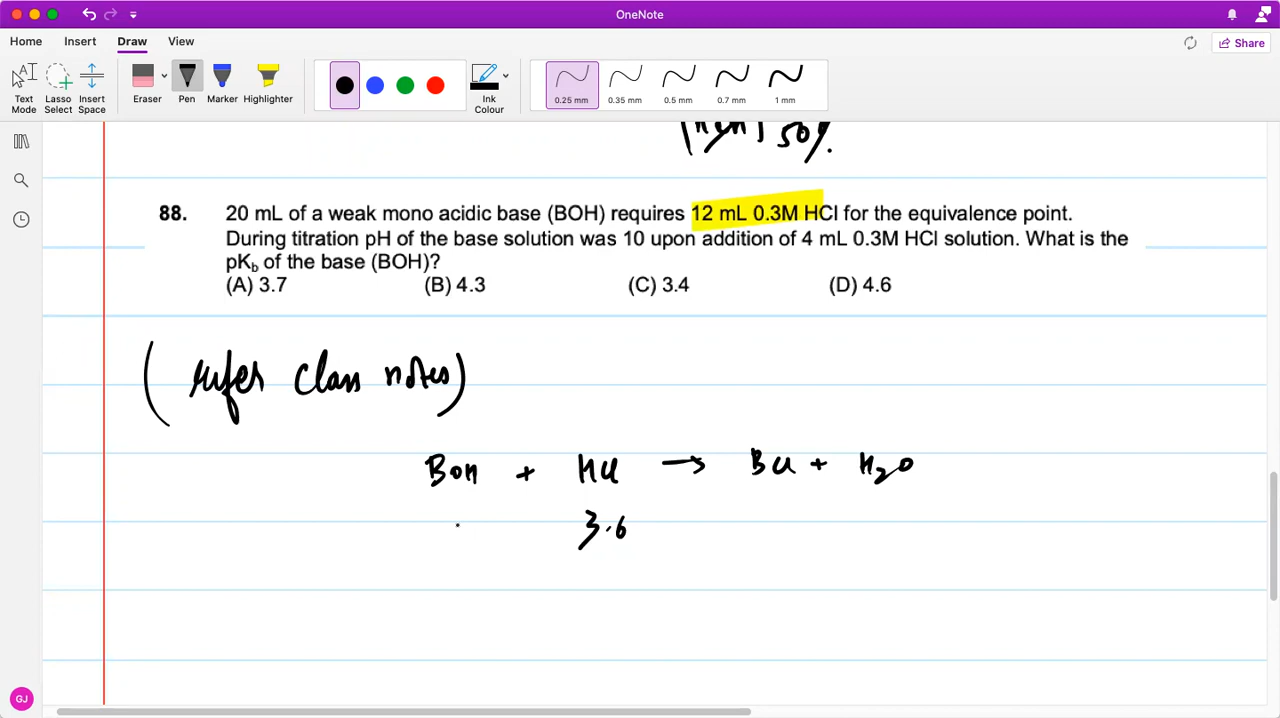 OneNote
Home Insert Draw View
Share
Text Mode
Lasso Select
Insert Space
Eraser
Pen
Marker
Highlighter
0.25 mm
0.35 mm
0.5 mm
0.7 mm
1 mm
Ink Colour
50%
88. 20 mL of a weak mono acidic base (BOH) requires 12 mL 0.3M HCl for the equivalence point.
During titration pH of the base solution was 10 upon addition of 4 mL 0.3M HCl solution. What is the
pKb of the base (BOH)?
(A) 3.7 (B) 4.3 (C) 3.4 (D) 4.6
(refer class notes)
BOH + HCl → BCl + H2O
3.6
GJ